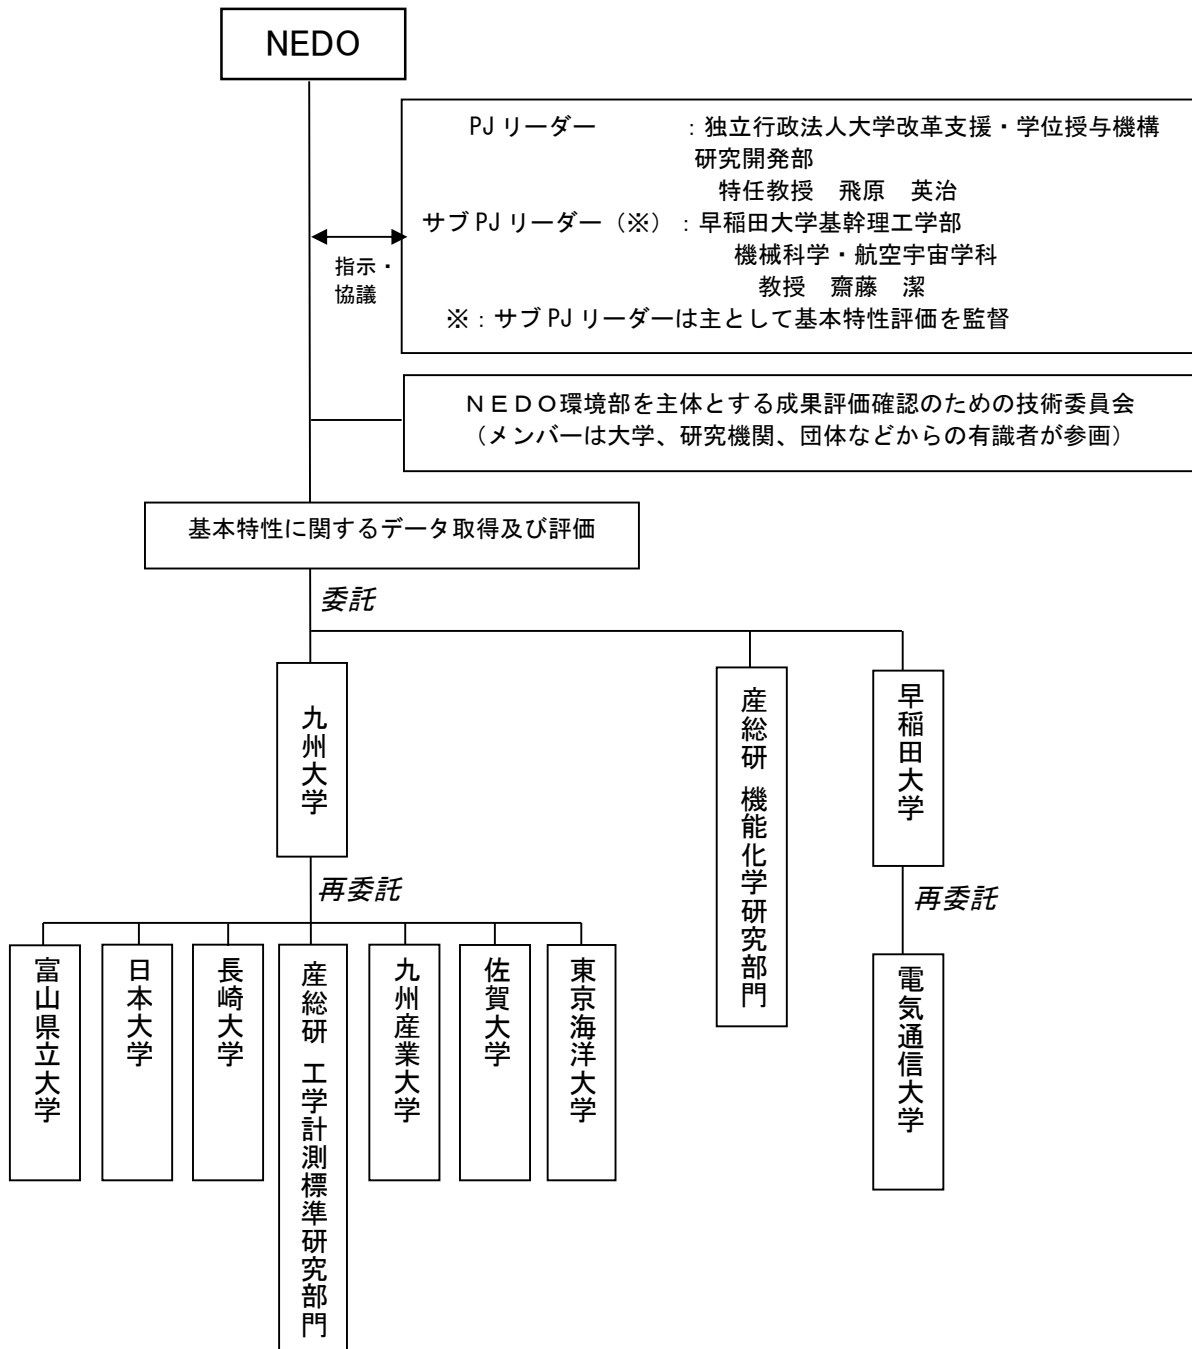 NEDO
PJ リーダー　　　　：独立行政法人大学改革支援・学位授与機構
研究開発部
特任教授　飛原　英治
サブ PJ リーダー（※）：早稲田大学基幹理工学部
機械科学・航空宇宙学科
教授　齋藤　潔
※：サブ PJ リーダーは主として基本特性評価を監督
指示・
協議
ＮＥＤＯ環境部を主体とする成果評価確認のための技術委員会
（メンバーは大学、研究機関、団体などからの有識者が参画）
基本特性に関するデータ取得及び評価
委託
九州大学
産総研 機能化学研究部門
早稲田大学
再委託
再委託
富山県立大学
日本大学
長崎大学
産総研 工学計測標準研究部門
九州産業大学
佐賀大学
東京海洋大学
電気通信大学